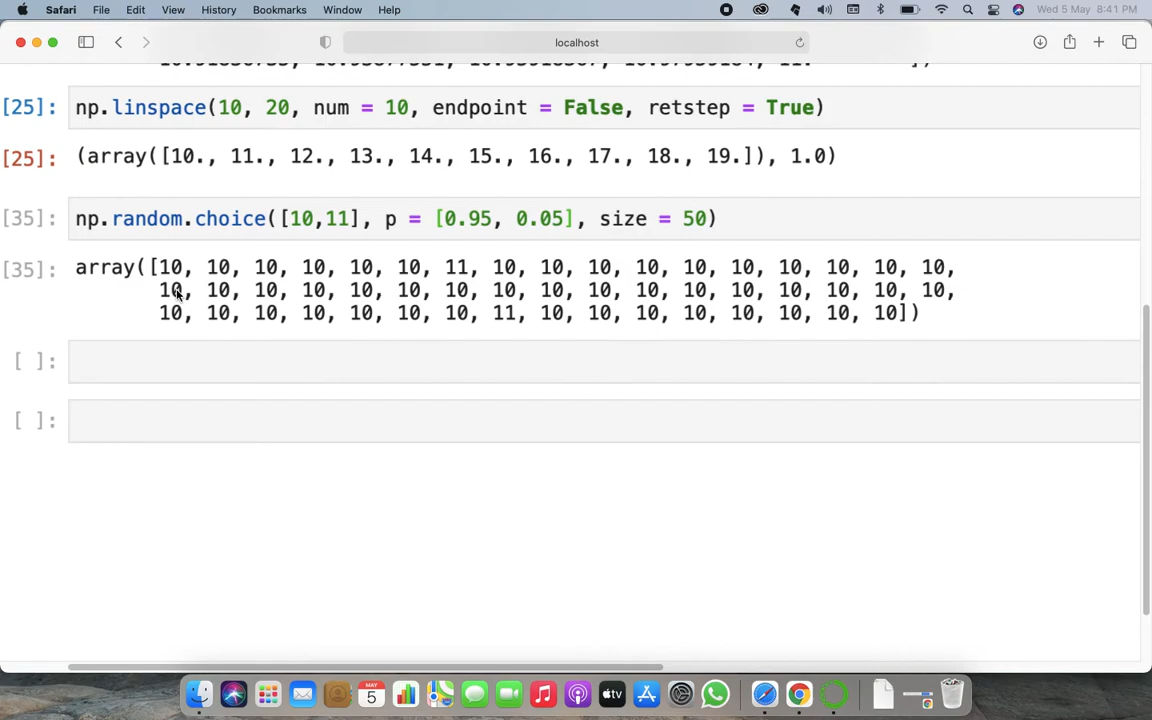 Safari File Edit View History Bookmarks Window Help Wed 5 May 8:41 PM
localhost
[25]: np.linspace(10, 20, num = 10, endpoint = False, retstep = True)
[25]: (array([10., 11., 12., 13., 14., 15., 16., 17., 18., 19.]), 1.0)
[35]: np.random.choice([10,11], p = [0.95, 0.05], size = 50)
[35]: array([10, 10, 10, 10, 10, 10, 11, 10, 10, 10, 10, 10, 10, 10, 10, 10, 10,
10, 10, 10, 10, 10, 10, 10, 10, 10, 10, 10, 10, 10, 10, 10, 10, 10,
10, 10, 10, 10, 10, 10, 10, 11, 10, 10, 10, 10, 10, 10, 10, 10])
[ ]:
[ ]:
MAY
5
tv